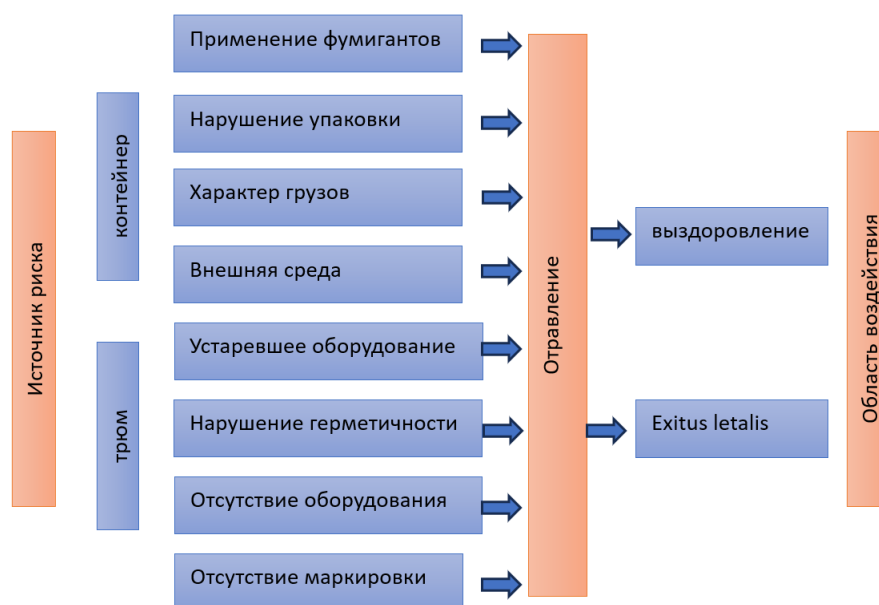 Источник риска
контейнер
трюм
Применение фумигантов
Нарушение упаковки
Характер грузов
Внешняя среда
Устаревшее оборудование
Нарушение герметичности
Отсутствие оборудования
Отсутствие маркировки
Отравление
выздоровление
Exitus letalis
Область воздействия